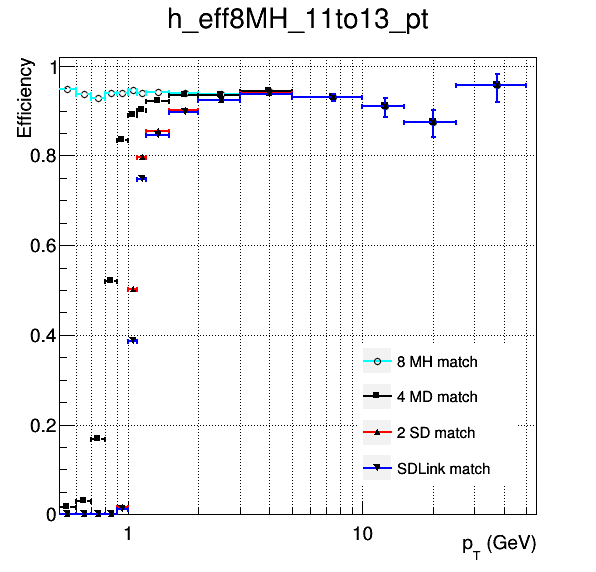 h_eff8MH_11to13_pt
Efficiency
1
0.8
0.6
0.4
0.2
0
8 MH match
4 MD match
2 SD match
SDLink match
1
10
p_T (GeV)